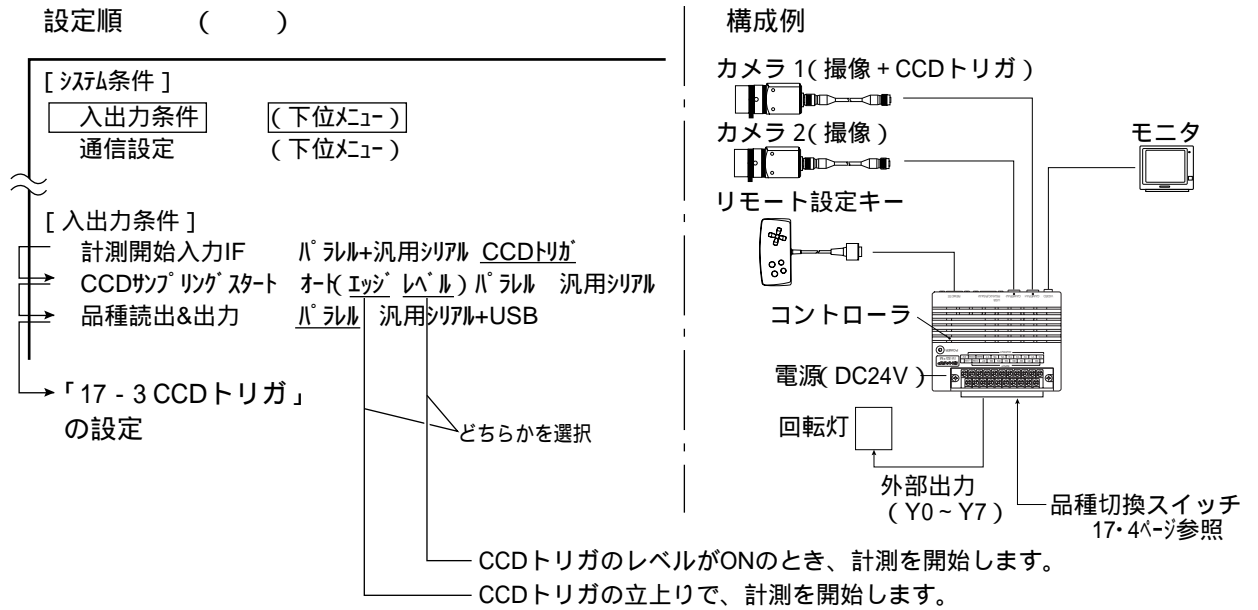 設定順 ( )
[ システム条件 ]
入出力条件 (下位メニュー)
通信設定 (下位メニュー)
[ 入出力条件 ]
計測開始入力IF パラレル+汎用シリアル CCDトリガ
CCDサンプリングスタート オート(エッジ レベル) パラレル 汎用シリアル
品種読出&出力 パラレル 汎用シリアル+USB
「17 - 3 CCDトリガ」
の設定
どちらかを選択
CCDトリガのレベルがONのとき、計測を開始します。
CCDトリガの立上りで、計測を開始します。
構成例
カメラ 1( 撮像 + CCDトリガ )
カメラ 2( 撮像 )
モニタ
リモート設定キー
コントローラ
電源( DC24V )
回転灯
外部出力
( Y0 ~ Y7 )
品種切換スイッチ
17・4ページ参照